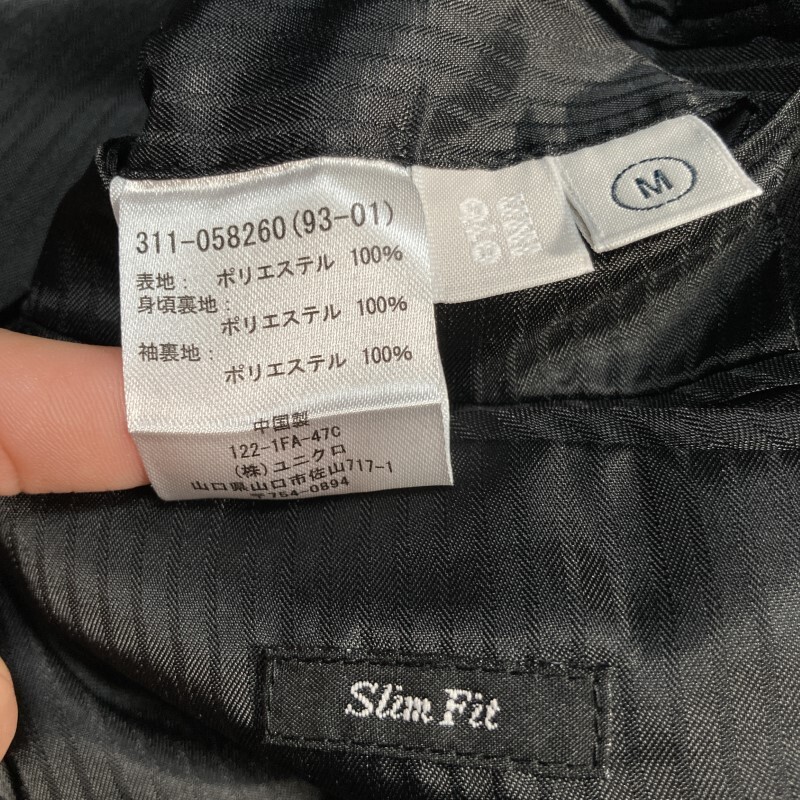 311-058260(93-01)
表地： ポリエステル 100%
身頃裏地：
ポリエステル 100%
袖裏地：
ポリエステル 100%
中国製
122-1FA-47C
(株)ユニクロ
山口県山口市佐山717-1
〒754-0894
M
Slim Fit